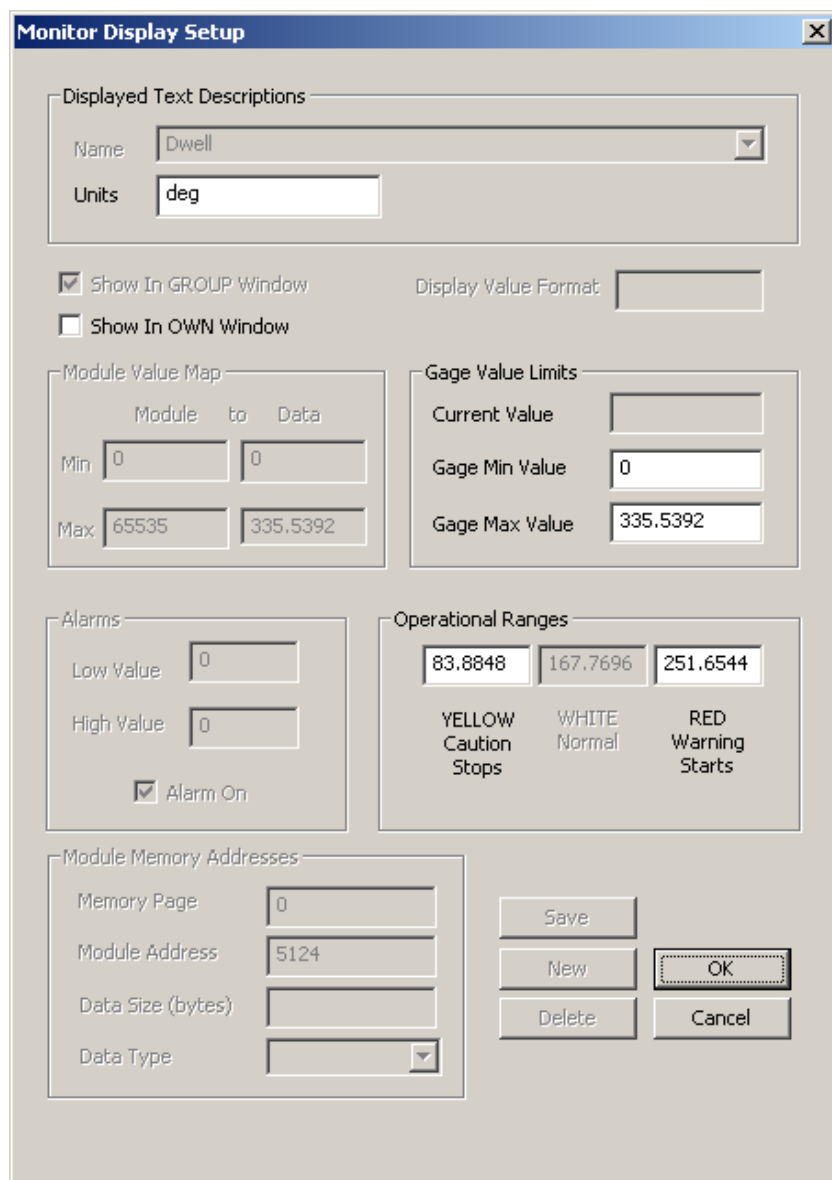 Monitor Display Setup
Displayed Text Descriptions
Name Dwell
Units deg
Show In GROUP Window Display Value Format
Show In OWN Window
Module Value Map
Module to Data
Min 0 0
Max 65535 335.5392
Gage Value Limits
Current Value
Gage Min Value 0
Gage Max Value 335.5392
Alarms
Low Value 0
High Value 0
Alarm On
Operational Ranges
83.8848 167.7696 251.6544
YELLOW WHITE RED
Caution Normal Warning
Stops Starts
Module Memory Addresses
Memory Page 0
Module Address 5124
Data Size (bytes)
Data Type
Save
New OK
Delete Cancel